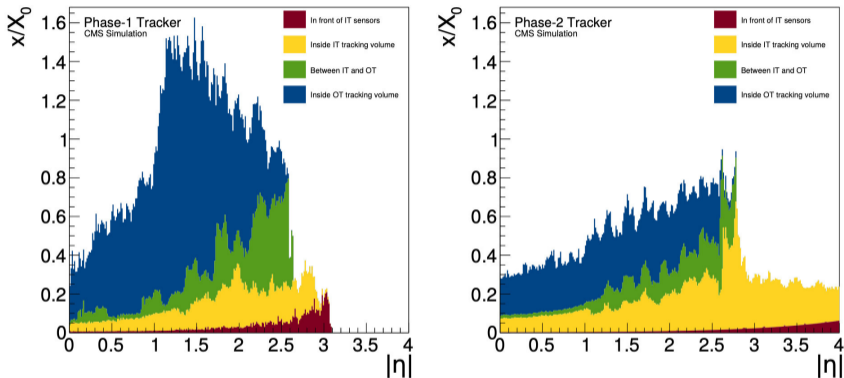 x/X0
Phase-1 Tracker
CMS Simulation
In front of IT sensors
Inside IT tracking volume
Between IT and OT
Inside OT tracking volume
1.6
1.4
1.2
1
0.8
0.6
0.4
0.2
0
0 0.5 1 1.5 2 2.5 3 3.5 4
|η|
x/X0
Phase-2 Tracker
CMS Simulation
In front of IT sensors
Inside IT tracking volume
Between IT and OT
Inside OT tracking volume
1.6
1.4
1.2
1
0.8
0.6
0.4
0.2
0
0 0.5 1 1.5 2 2.5 3 3.5 4
|η|